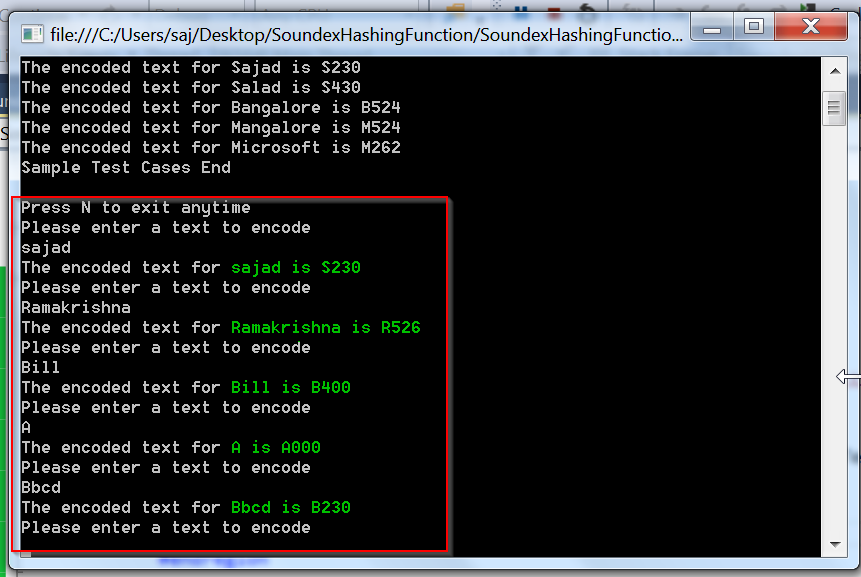 file:///C:/Users/saj/Desktop/SoundexHashingFunction/SoundexHashingFunctio...
The encoded text for Sajad is S230
The encoded text for Salad is S430
The encoded text for Bangalore is B524
The encoded text for Mangalore is M524
The encoded text for Microsoft is M262
Sample Test Cases End
Press N to exit anytime
Please enter a text to encode
sajad
The encoded text for sajad is S230
Please enter a text to encode
Ramakrishna
The encoded text for Ramakrishna is R526
Please enter a text to encode
Bill
The encoded text for Bill is B400
Please enter a text to encode
A
The encoded text for A is A000
Please enter a text to encode
Bbcd
The encoded text for Bbcd is B230
Please enter a text to encode